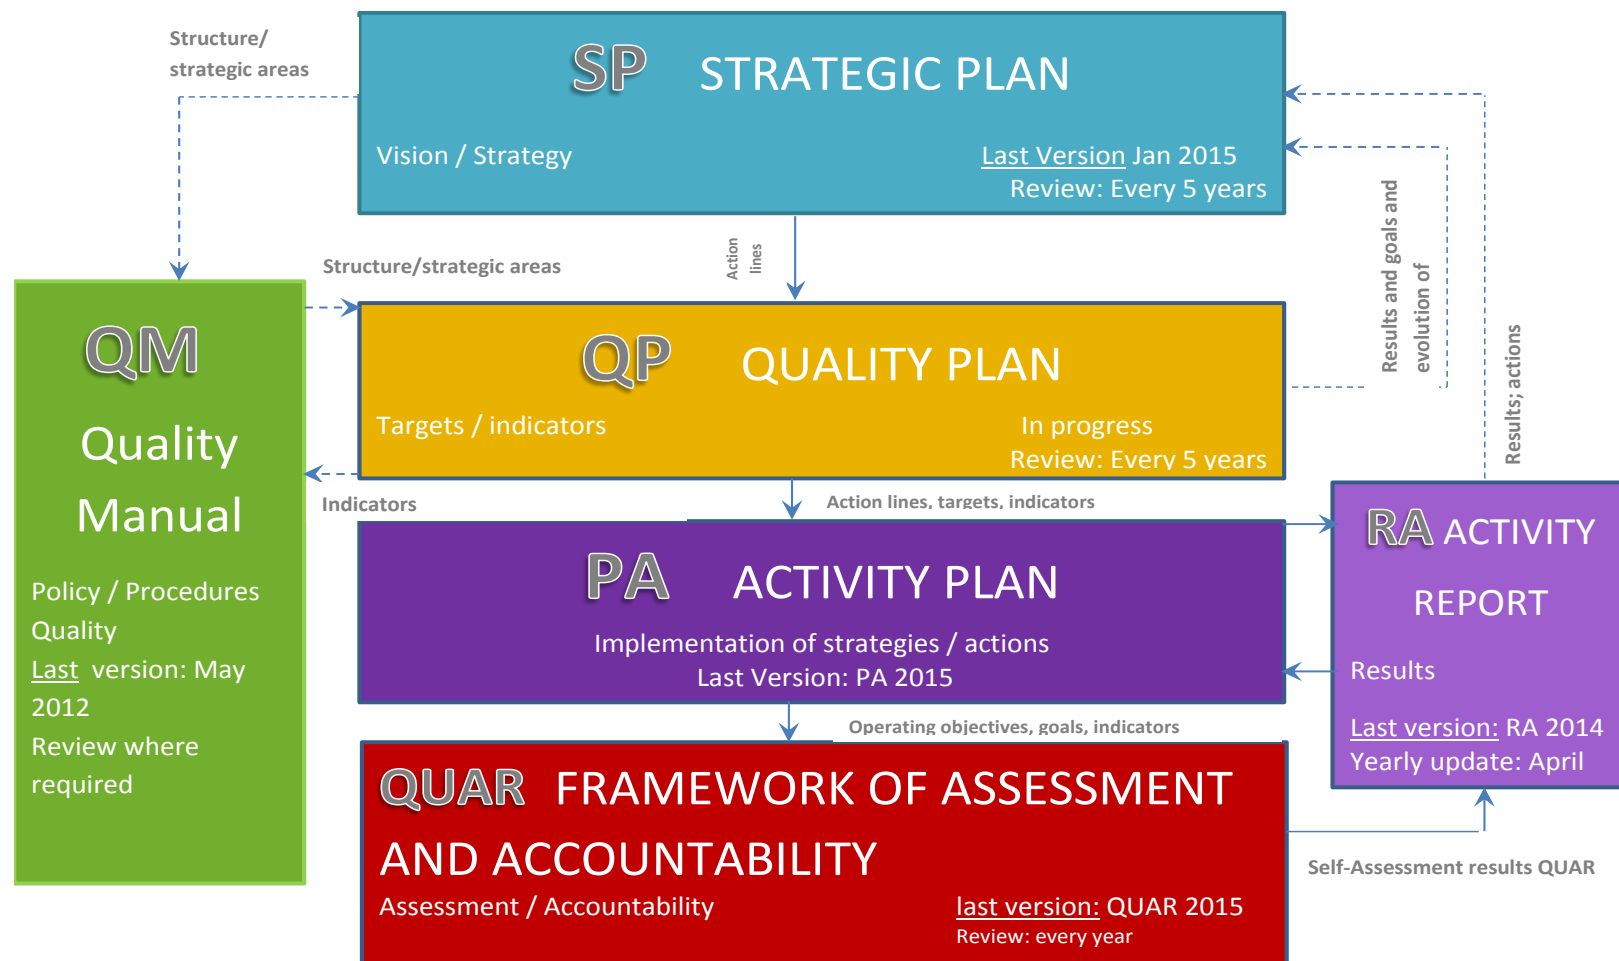 Structure/
strategic areas
SP STRATEGIC PLAN
Vision / Strategy
Last Version Jan 2015
Review: Every 5 years
Action
lines
Structure/strategic areas
Results and goals and
evolution of
Results; actions
QM
Quality
Manual
Policy / Procedures
Quality
Last version: May
2012
Review where
required
QP QUALITY PLAN
Targets / indicators
In progress
Review: Every 5 years
Indicators
Action lines, targets, indicators
PA ACTIVITY PLAN
Implementation of strategies / actions
Last Version: PA 2015
RA ACTIVITY
REPORT
Results
Last version: RA 2014
Yearly update: April
Operating objectives, goals, indicators
QUAR FRAMEWORK OF ASSESSMENT
AND ACCOUNTABILITY
Assessment / Accountability
last version: QUAR 2015
Review: every year
Self-Assessment results QUAR